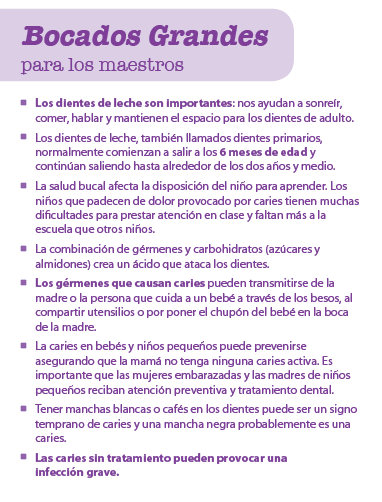 Bocados Grandes
para los maestros
Los dientes de leche son importantes: nos ayudan a sonreír,
comer, hablar y mantienen el espacio para los dientes de adulto.
Los dientes de leche, también llamados dientes primarios,
normalmente comienzan a salir a los 6 meses de edad y
continúan saliendo hasta alrededor de los dos años y medio.
La salud bucal afecta la disposición del niño para aprender. Los
niños que padecen de dolor provocado por caries tienen muchas
dificultades para prestar atención en clase y faltan más a la
escuela que otros niños.
La combinación de gérmenes y carbohidratos (azúcares y
almidones) crea un ácido que ataca los dientes.
Los gérmenes que causan caries pueden transmitirse de la
madre o la persona que cuida a un bebé a través de los besos, al
compartir utensilios o por poner el chupón del bebé en la boca
de la madre.
La caries en bebés y niños pequeños puede prevenirse
asegurando que la mamá no tenga ninguna caries activa. Es
importante que las mujeres embarazadas y las madres de niños
pequeños reciban atención preventiva y tratamiento dental.
Tener manchas blancas o cafés en los dientes puede ser un signo
temprano de caries y una mancha negra probablemente es una
caries.
Las caries sin tratamiento pueden provocar una
infección grave.